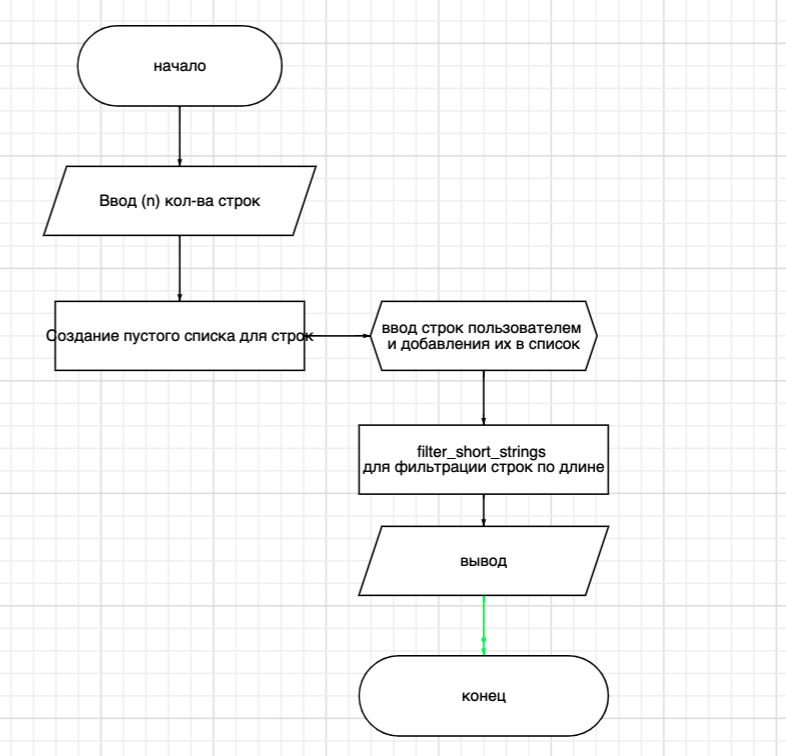 начало
Ввод (n) кол-ва строк
Создание пустого списка для строк
ввод строк пользователем
и добавления их в список
filter_short_strings
для фильтрации строк по длине
вывод
конец